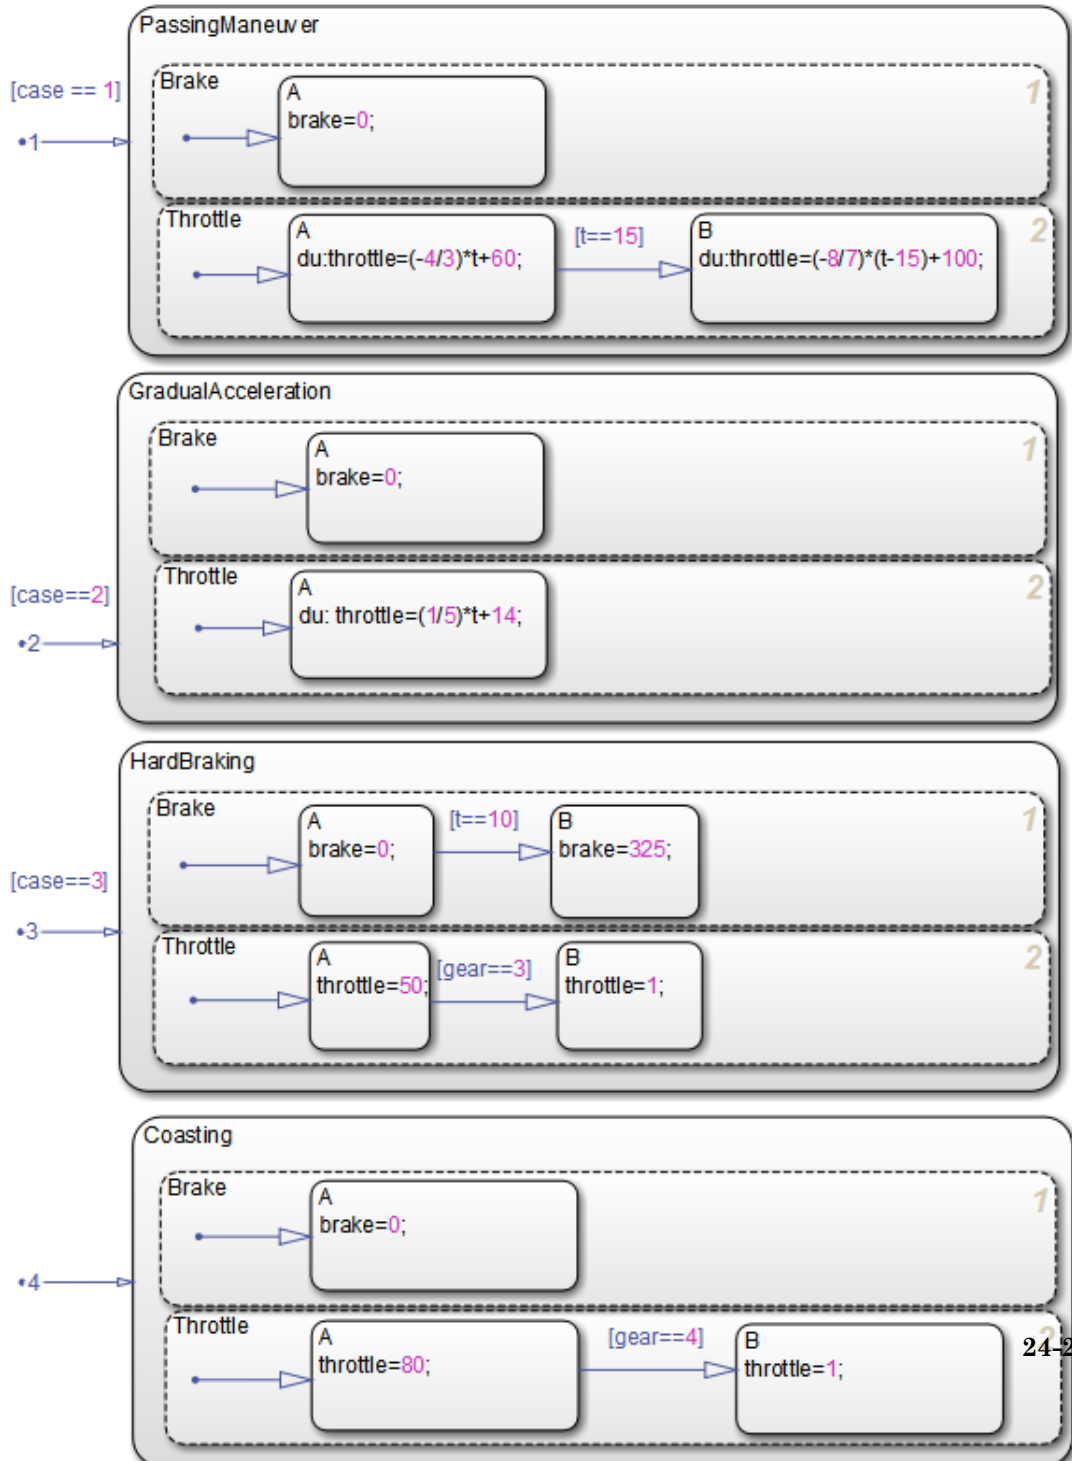 PassingManeuver
[case == 1]
1
Brake
1
A
brake=0;
Throttle
2
A
du:throttle=(-4/3)*t+60;
[t==15]
B
du:throttle=(-8/7)*(t-15)+100;
GradualAcceleration
Brake
1
A
brake=0;
[case==2]
2
Throttle
2
A
du: throttle=(1/5)*t+14;
HardBraking
Brake
1
A
brake=0;
[t==10]
B
brake=325;
[case==3]
3
Throttle
2
A
throttle=50;
[gear==3]
B
throttle=1;
Coasting
Brake
1
A
brake=0;
4
Throttle
A
throttle=80;
[gear==4]
B
throttle=1;
24-2